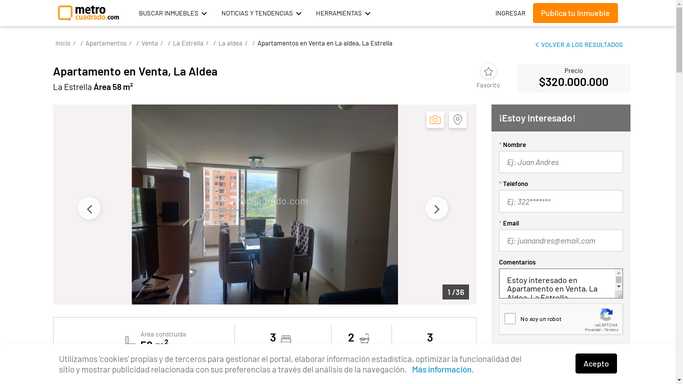 metro
cuadrado.com
BUSCAR INMUEBLES
NOTICIAS Y TENDENCIAS
HERRAMIENTAS
INGRESAR
Publica tu inmueble
Inicio / / Apartamentos / / Venta / / La Estrella / / La aldea / / Apartamentos en Venta en La aldea, La Estrella
VOLVER A LOS RESULTADOS
Apartamento en Venta, La Aldea
La Estrella Área 58 m²
Favorito
Precio
$320.000.000
1 / 36
¡Estoy Interesado!
* Nombre
Ej: Juan Andres
* Teléfono
Ej: 322*******
* Email
Ej: juanandres@email.com
Comentarios
Estoy interesado en
Apartamento en Venta, La
Aldea, La Estrella
No soy un robot
reCAPTCHA
Privacidad - Términos
Área construida
58 m²
3
2
3
Utilizamos 'cookies' propias y de terceros para gestionar el portal, elaborar información estadística, optimizar la funcionalidad del
sitio y mostrar publicidad relacionada con sus preferencias a través del análisis de la navegación. Más información.
Acepto